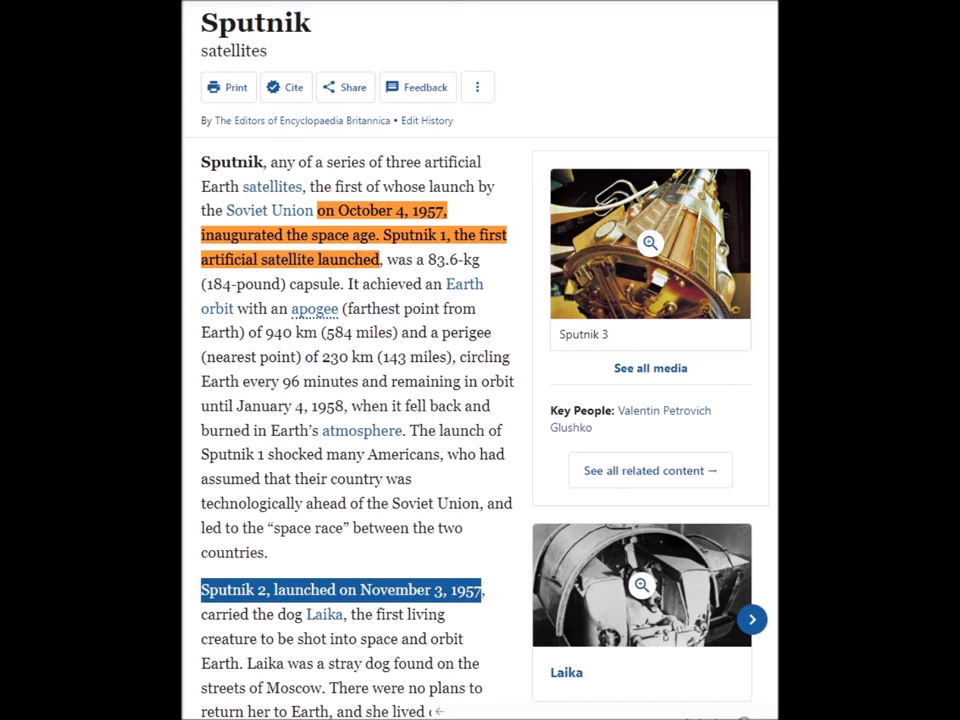 Sputnik
satellites
Print
Cite
Share
Feedback
By The Editors of Encyclopaedia Britannica • Edit History
Sputnik, any of a series of three artificial
Earth satellites, the first of whose launch by
the Soviet Union on October 4, 1957,
inaugurated the space age. Sputnik 1, the first
artificial satellite launched, was a 83.6-kg
(184-pound) capsule. It achieved an Earth
orbit with an apogee (farthest point from
Earth) of 940 km (584 miles) and a perigee
(nearest point) of 230 km (143 miles), circling
Earth every 96 minutes and remaining in orbit
until January 4, 1958, when it fell back and
burned in Earth’s atmosphere. The launch of
Sputnik 1 shocked many Americans, who had
assumed that their country was
technologically ahead of the Soviet Union, and
led to the “space race” between the two
countries.
Sputnik 2, launched on November 3, 1957,
carried the dog Laika, the first living
creature to be shot into space and orbit
Earth. Laika was a stray dog found on the
streets of Moscow. There were no plans to
return her to Earth, and she lived
Sputnik 3
See all media
Key People: Valentin Petrovich
Glushko
See all related content →
Laika